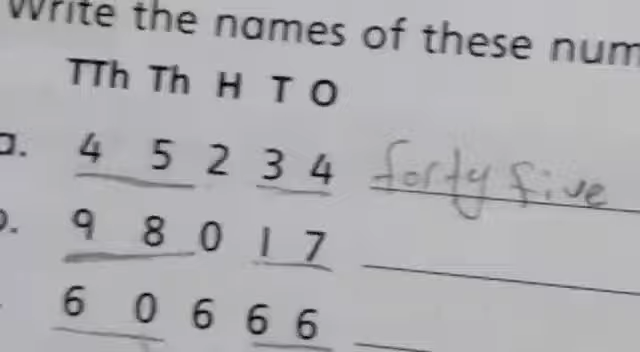 Write the names of these num
TTh Th H T O
a. 4 5 2 3 4 forty five
b. 9 8 0 1 7
6 0 6 6 6